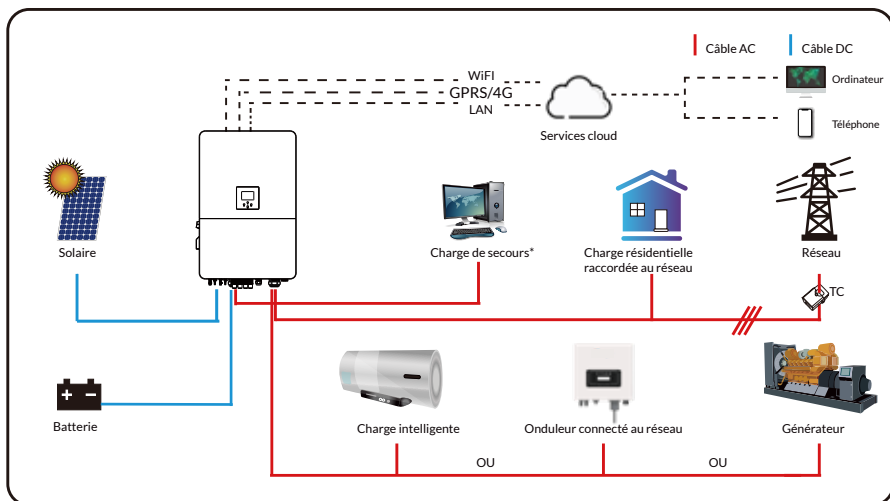 Câble AC
Câble DC
WiFI
GPRS/4G
LAN
Services cloud
Ordinateur
Téléphone
Solaire
Charge de secours*
Charge résidentielle
raccordée au réseau
Réseau
TC
Batterie
Charge intelligente
Onduleur connecté au réseau
Générateur
OU
OU